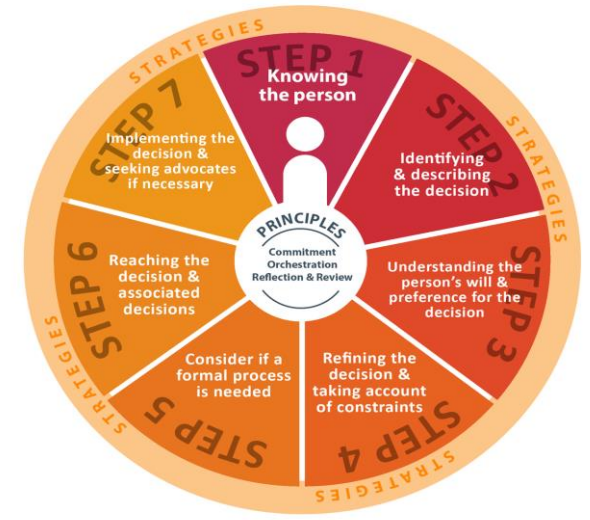 STRATEGIES
STEP 1
Knowing
the person
STEP 2
Identifying
& describing
the decision
STRATEGIES
STEP 3
Understanding the
person's will &
preference for the
decision
STEP 4
Refining the
decision &
taking account
of constraints
STRATEGIES
STEP 5
Consider if a
formal process
is needed
STEP 6
Reaching the
decision &
associated
decisions
STRATEGIES
STEP 7
Implementing the
decision &
seeking advocates
if necessary
PRINCIPLES
Commitment
Orchestration
Reflection & Review